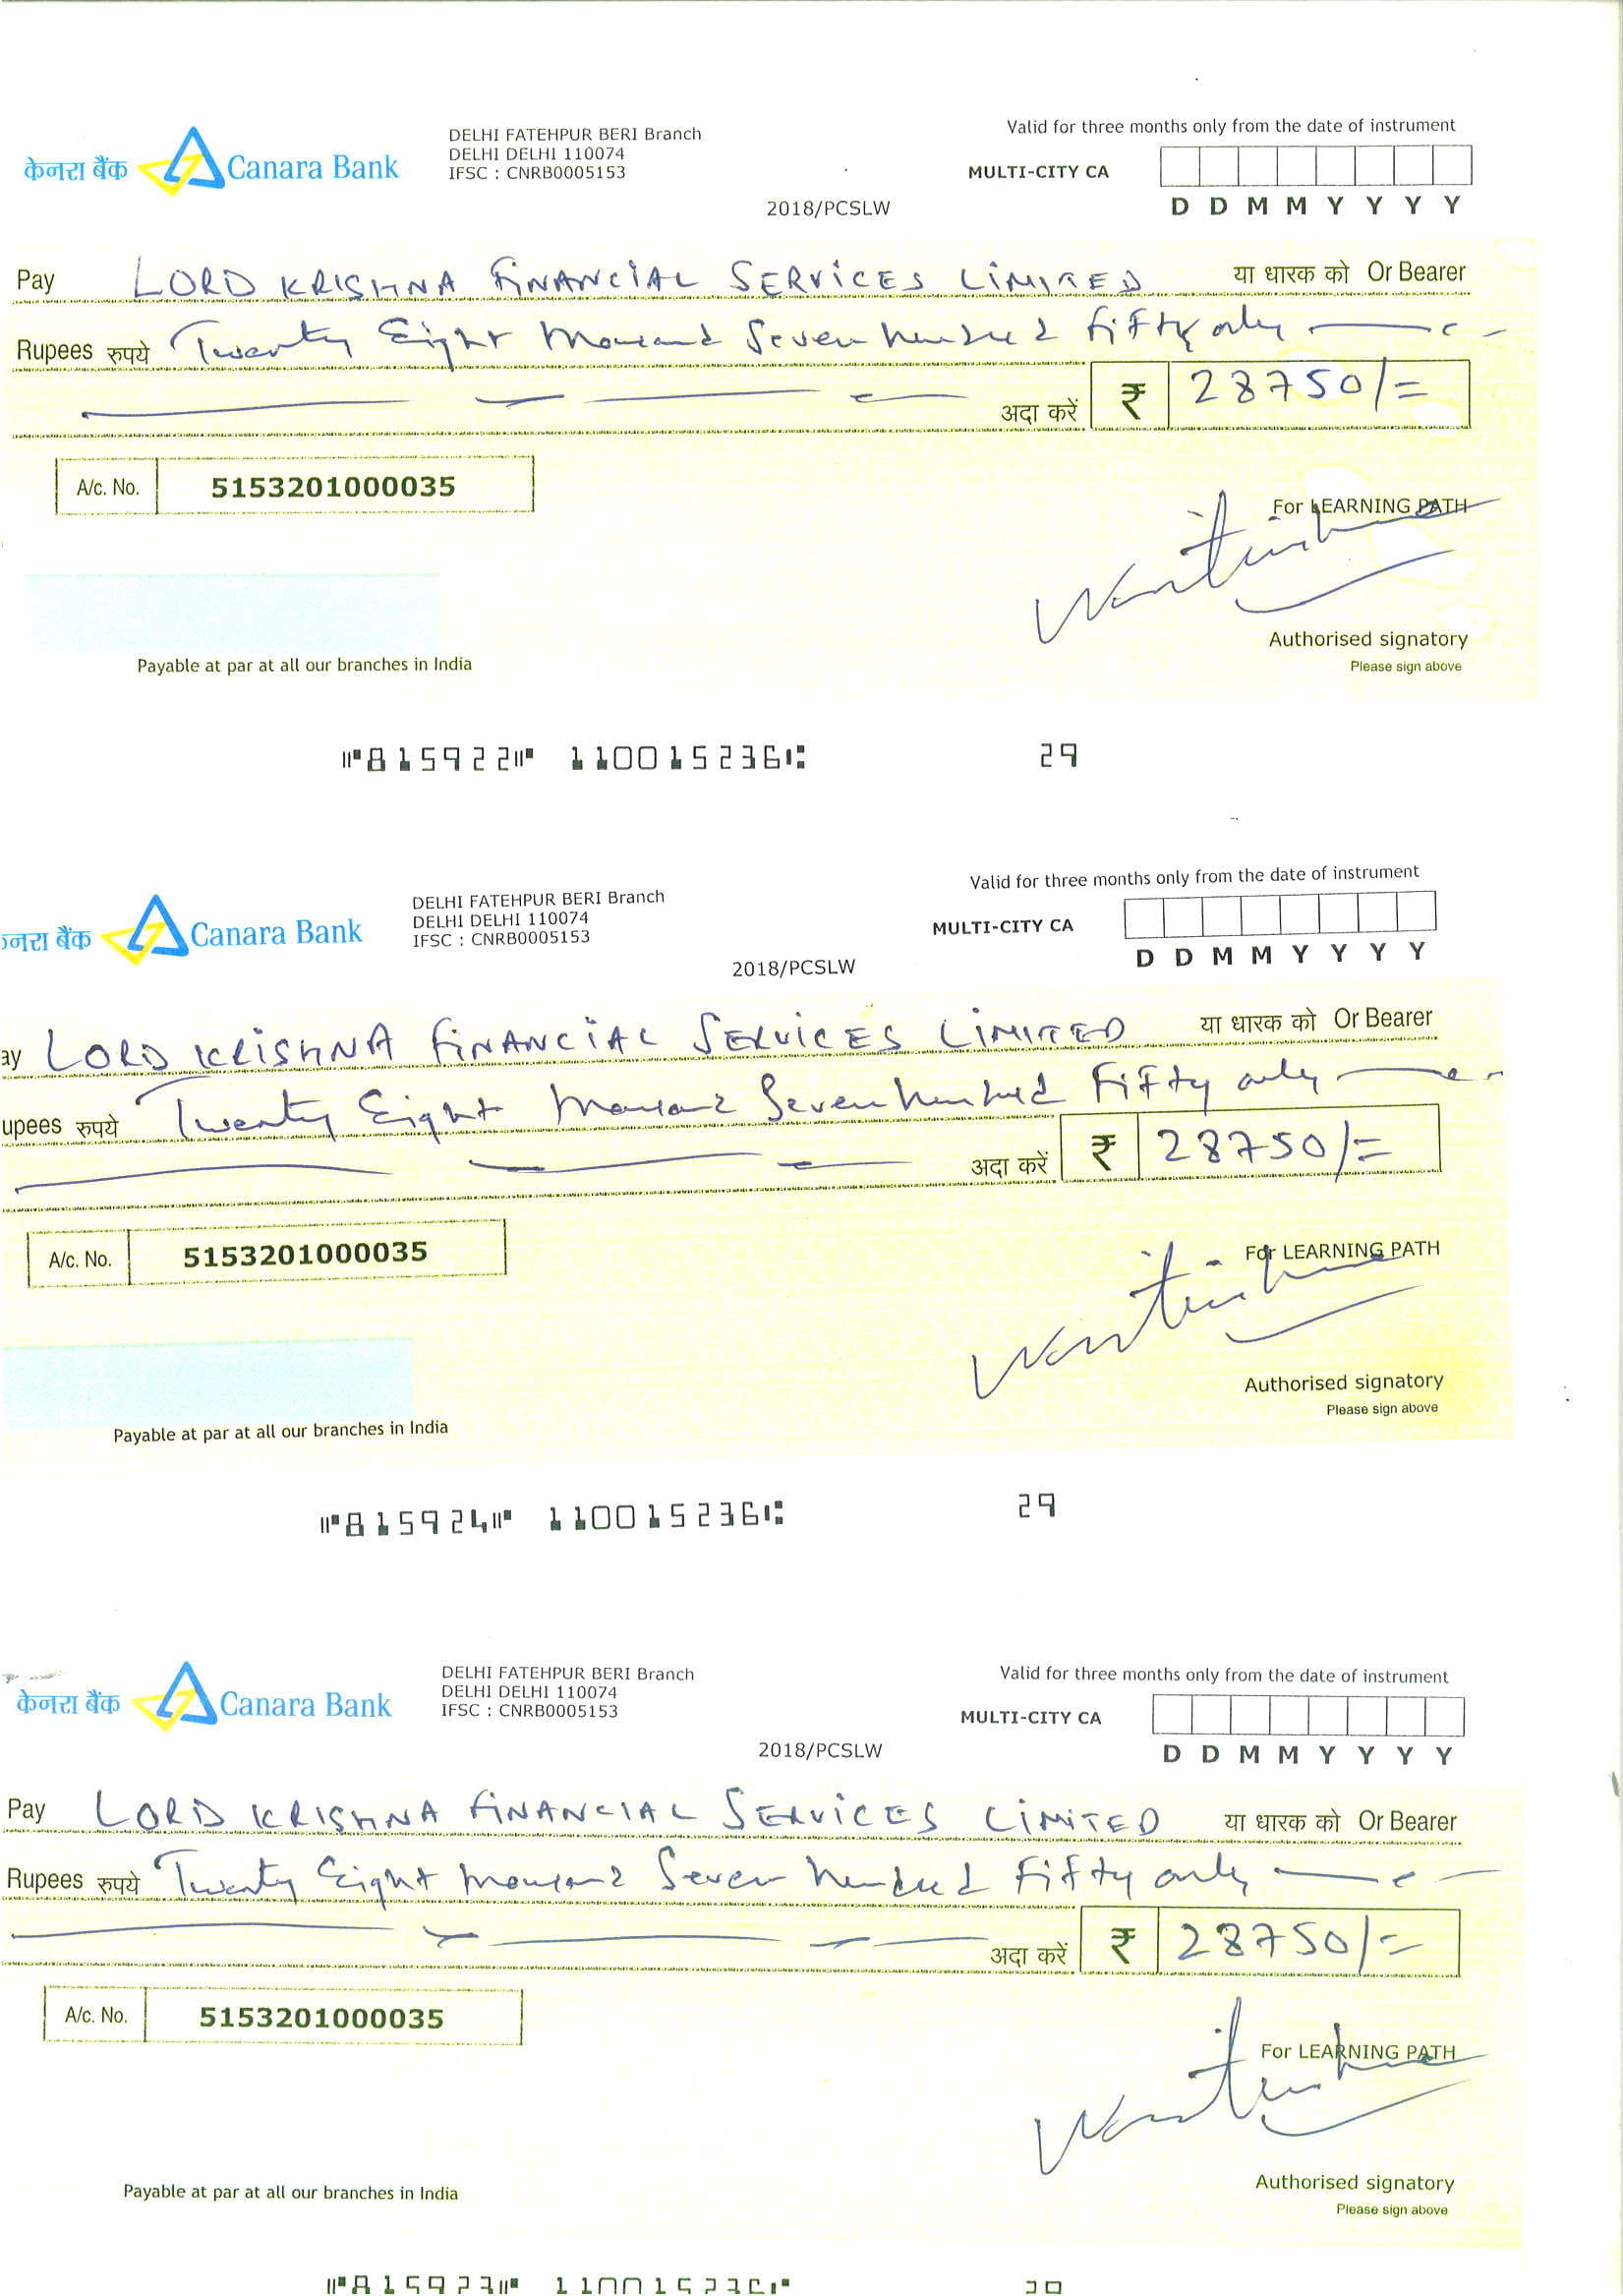 Valid for three months only from the date of instrument
केनरा बैंक Canara Bank
DELHI FATEHPUR BERI Branch
DELHI DELHI 110074
IFSC : CNRB0005153
MULTI-CITY CA
2018/PCSLW
D D M M Y Y Y Y
Pay LORD KRISHNA FINANCIAL SERVICES LIMITED या धारक को Or Bearer
Rupees रुपये Twenty Eight Thousand Seven hundred fifty only
अदा करें ₹ 28750/=
A/c. No. 5153201000035
For LEARNING PATH
Authorised signatory
Please sign above
Payable at par at all our branches in India
⑈815922⑈ 110015236⑆ 29
Valid for three months only from the date of instrument
नरा बैंक Canara Bank
DELHI FATEHPUR BERI Branch
DELHI DELHI 110074
IFSC : CNRB0005153
MULTI-CITY CA
2018/PCSLW
D D M M Y Y Y Y
ay LORD KRISHNA FINANCIAL SERVICES LIMITED या धारक को Or Bearer
upees रुपये Twenty Eight Thousand Seven hundred Fifty only
अदा करें ₹ 28750/=
A/c. No. 5153201000035
For LEARNING PATH
Authorised signatory
Please sign above
Payable at par at all our branches in India
⑈815924⑈ 110015236⑆ 29
Valid for three months only from the date of instrument
केनरा बैंक Canara Bank
DELHI FATEHPUR BERI Branch
DELHI DELHI 110074
IFSC : CNRB0005153
MULTI-CITY CA
2018/PCSLW
D D M M Y Y Y Y
Pay LORD KRISHNA FINANCIAL SERVICES LIMITED या धारक को Or Bearer
Rupees रुपये Twenty Eight Thousand Seven hundred Fifty only
अदा करें ₹ 28750/=
A/c. No. 5153201000035
For LEARNING PATH
Authorised signatory
Please sign above
Payable at par at all our branches in India
⑈815923⑈ 110015236⑆ 29